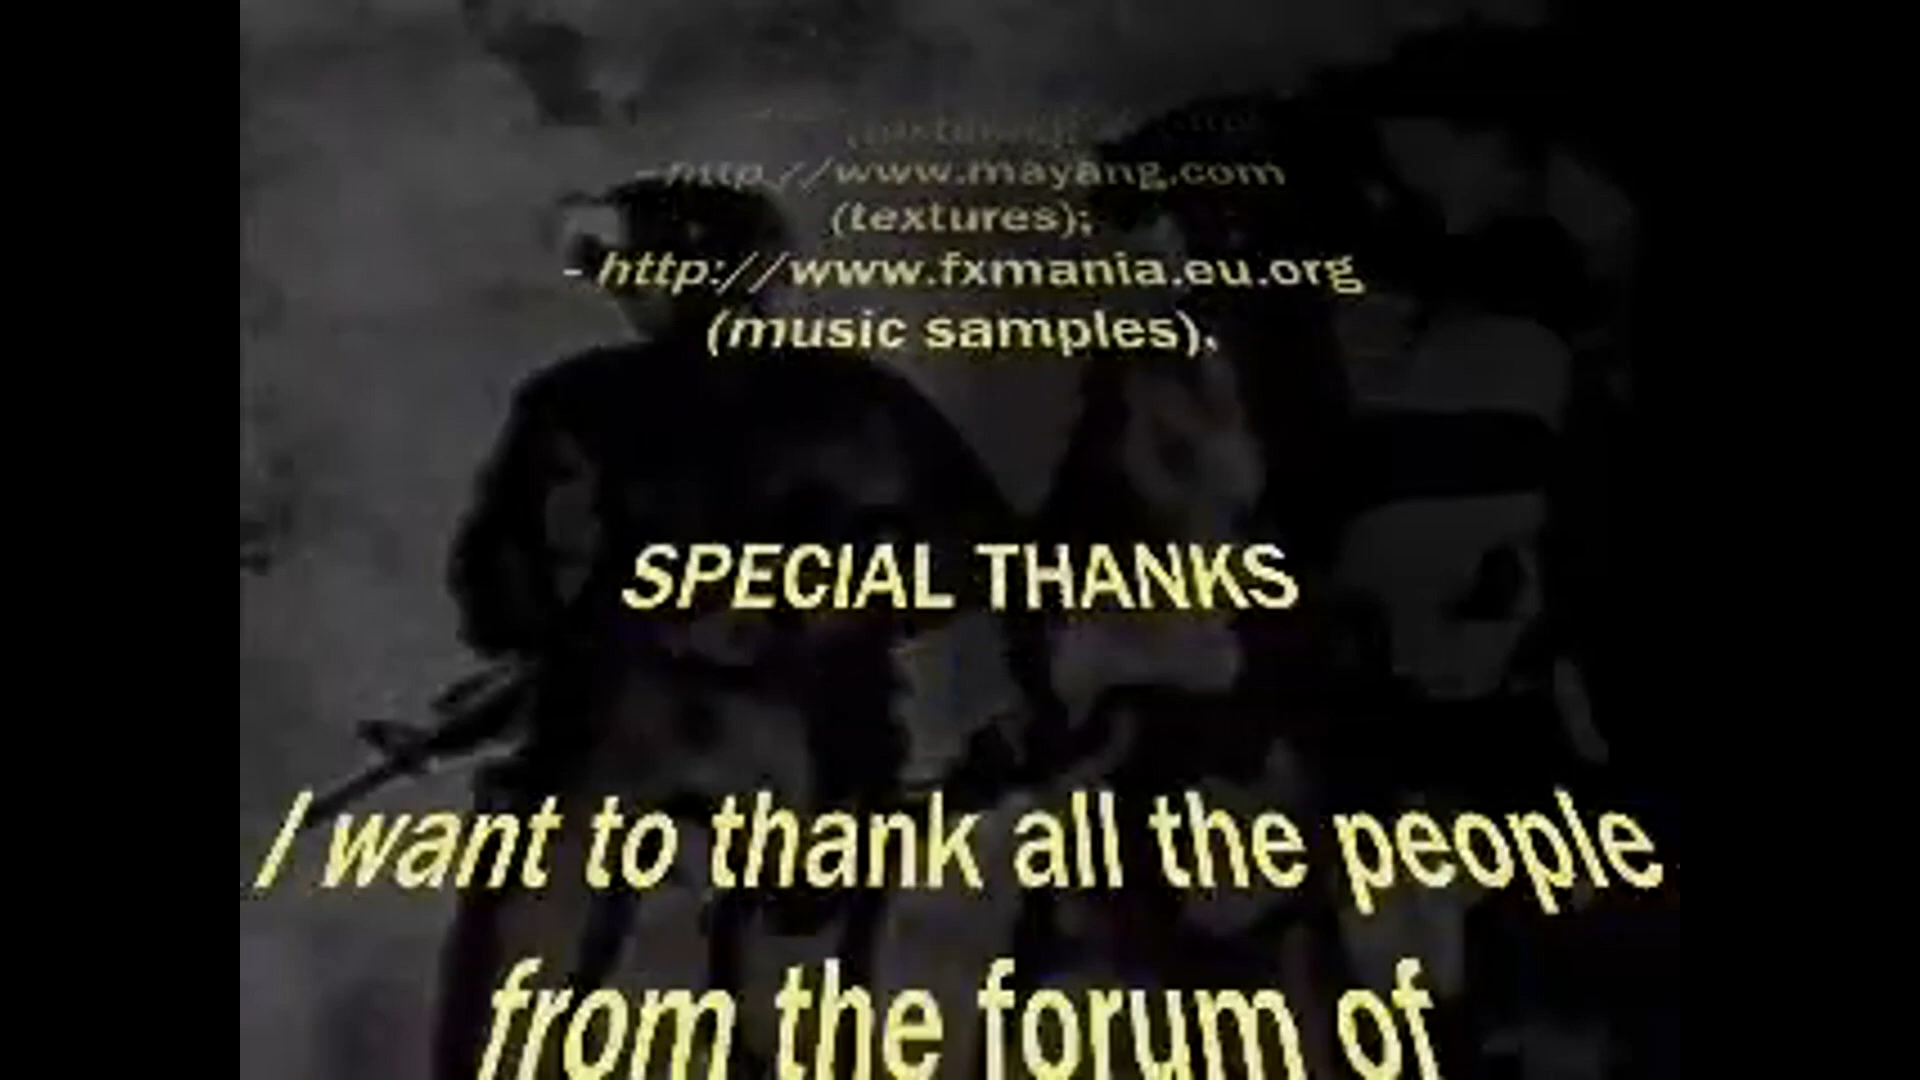 - http://www.mayang.com
(textures);
- http://www.fxmania.eu.org
(music samples).
SPECIAL THANKS
I want to thank all the people
from the forum of